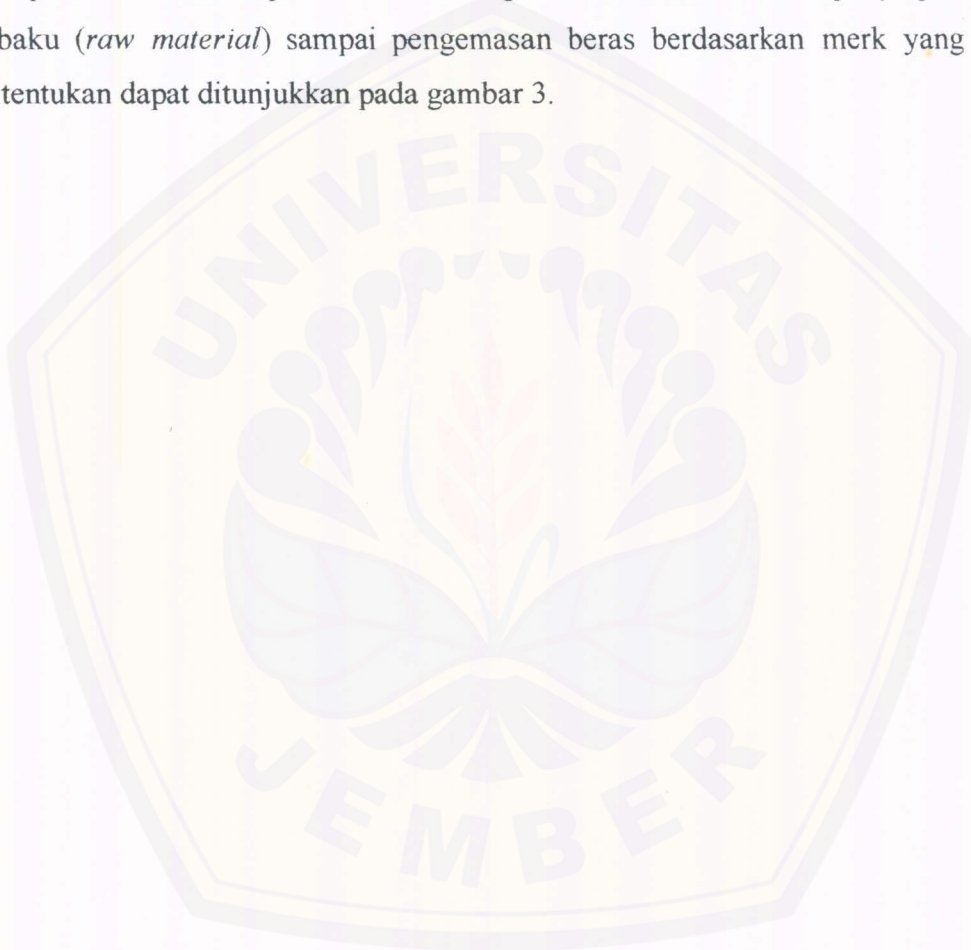 baku (raw material) sampai pengemasan beras berdasarkan merk yang
tentukan dapat ditunjukkan pada gambar 3.
UNIVERSITAS
JEMBER